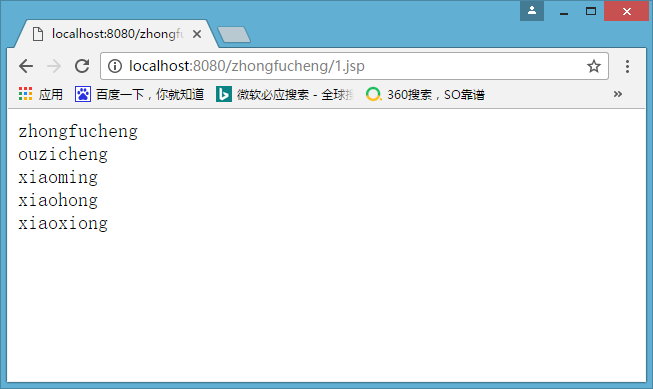 localhost:8080/zhongfu
localhost:8080/zhongfucheng/1.jsp
应用 百度一下，你就知道 微软必应搜索 - 全球 360搜索，SO靠谱
zhongfucheng
ouzicheng
xiaoming
xiaohong
xiaoxiong